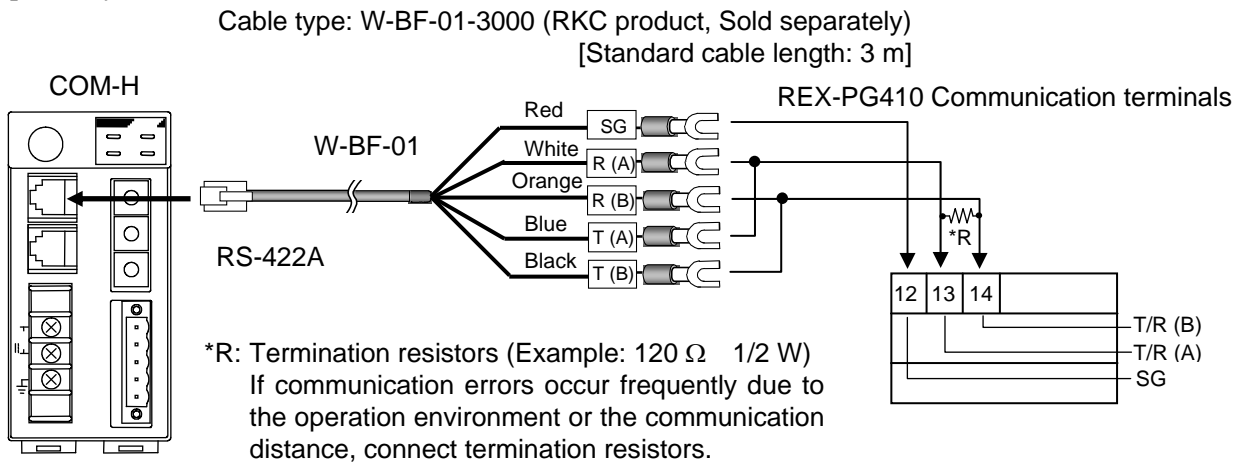 Cable type: W-BF-01-3000 (RKC product, Sold separately)
[Standard cable length: 3 m]
COM-H
REX-PG410 Communication terminals
W-BF-01
Red
SG
White
R (A)
Orange
R (B)
Blue
T (A)
Black
T (B)
RS-422A
*R
12 13 14
T/R (B)
T/R (A)
SG
*R: Termination resistors (Example: 120 Ω 1/2 W)
If communication errors occur frequently due to
the operation environment or the communication
distance, connect termination resistors.